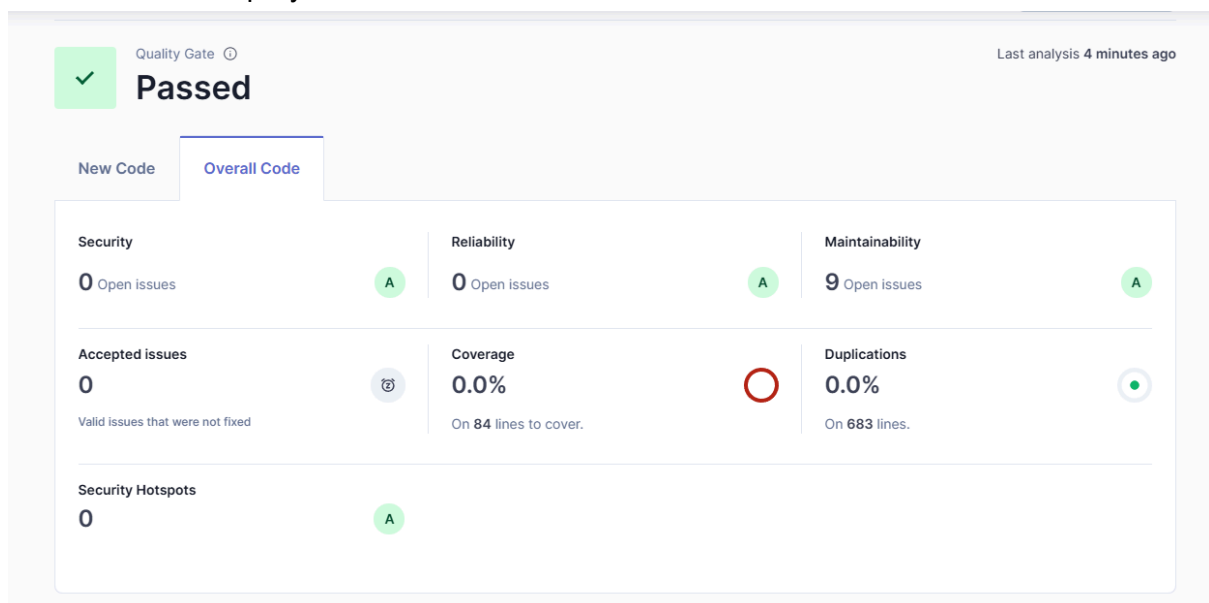 Quality Gate
Passed
Last analysis 4 minutes ago
New Code
Overall Code
Security
0 Open issues
A
Reliability
0 Open issues
A
Maintainability
9 Open issues
A
Accepted issues
0
Valid issues that were not fixed
Coverage
0.0%
On 84 lines to cover.
Duplications
0.0%
On 683 lines.
Security Hotspots
0
A